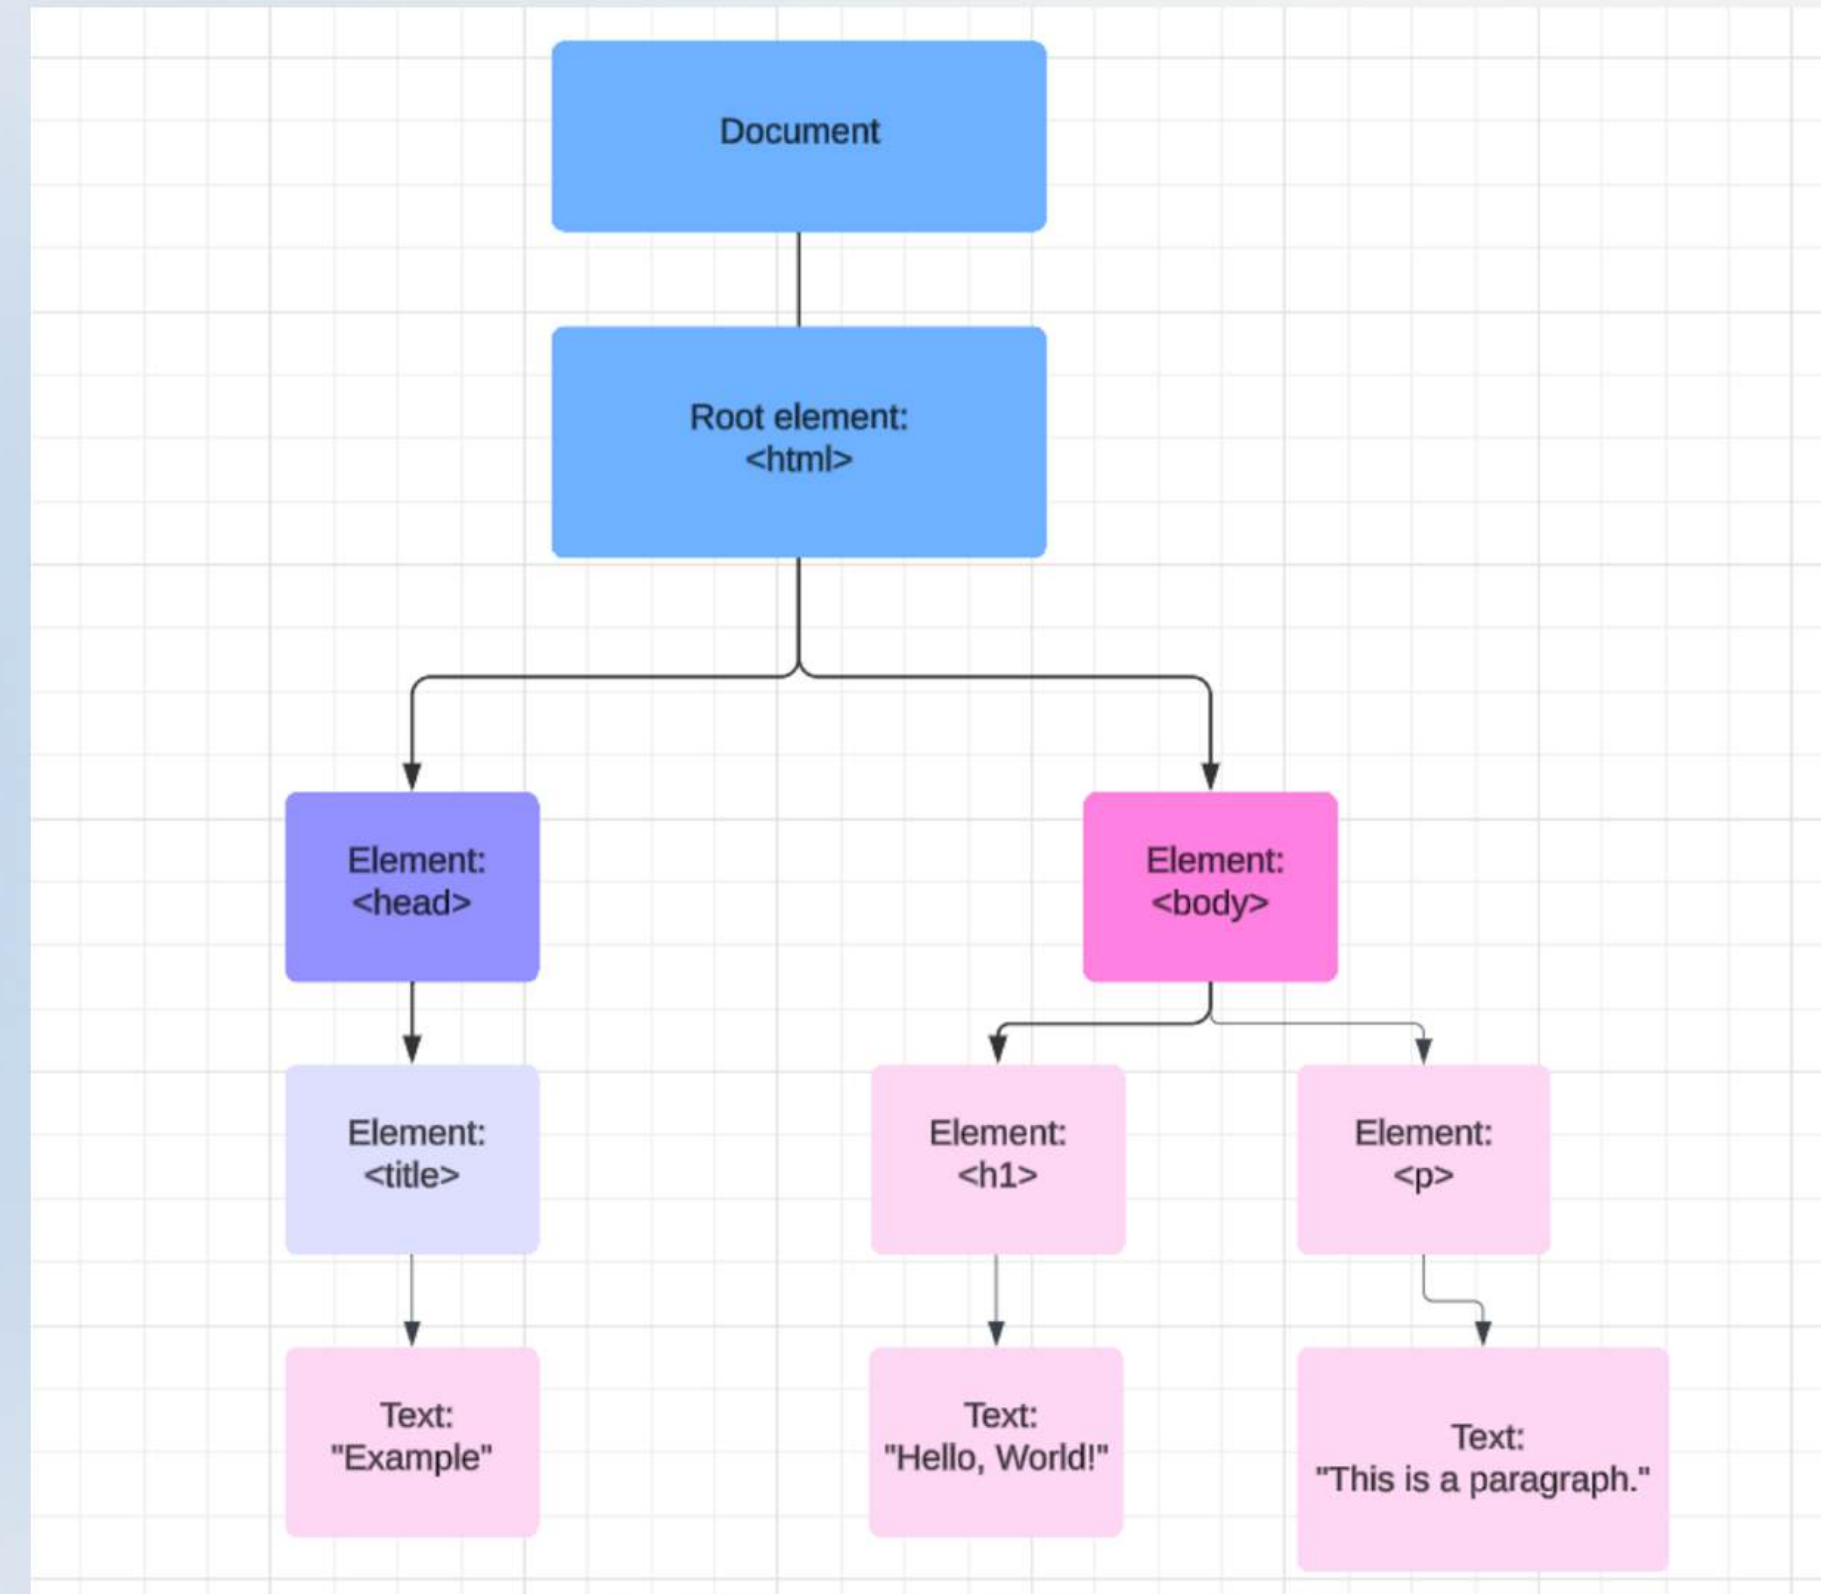 Document
Root element:
<html>
Element:
<head>
Element:
<body>
Element:
<title>
Element:
<h1>
Element:
<p>
Text:
"Example"
Text:
"Hello, World!"
Text:
"This is a paragraph."